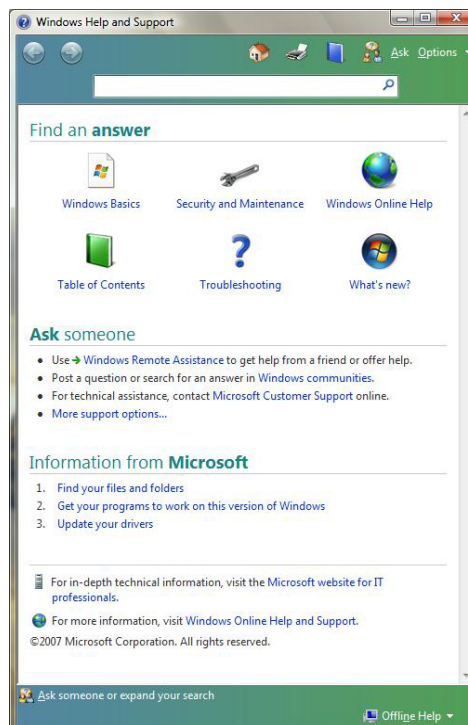 Windows Help and Support
Ask Options
Find an answer
Windows Basics
Security and Maintenance
Windows Online Help
Table of Contents
Troubleshooting
What's new?
Ask someone
Use Windows Remote Assistance to get help from a friend or offer help.
Post a question or search for an answer in Windows communities.
For technical assistance, contact Microsoft Customer Support online.
More support options...
Information from Microsoft
1. Find your files and folders
2. Get your programs to work on this version of Windows
3. Update your drivers
For in-depth technical information, visit the Microsoft website for IT
professionals.
For more information, visit Windows Online Help and Support.
©2007 Microsoft Corporation. All rights reserved.
Ask someone or expand your search
Offline Help